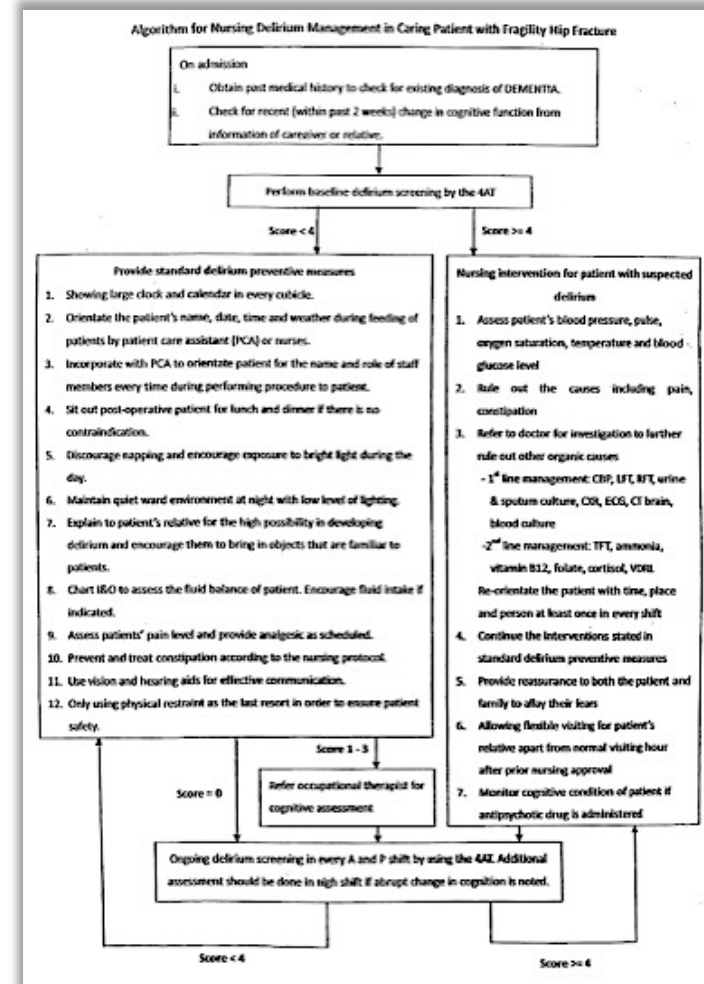 Algorithm for Nursing Delirium Management in Caring Patient with Fragility Hip Fracture
On admission
i. Obtain past medical history to check for existing diagnosis of DEMENTIA.
ii. Check for recent (within past 2 weeks) change in cognitive function from
information of caregiver or relative.
Perform baseline delirium screening by the 4AT
Score < 4
Score >= 4
Provide standard delirium preventive measures
1. Showing large clock and calendar in every cubicle.
2. Orientate the patient's name, date, time and weather during feeding of
patients by patient care assistant (PCA) or nurses.
3. Incorporate with PCA to orientate patient for the name and role of staff
members every time during performing procedure to patient.
4. Sit out post-operative patient for lunch and dinner if there is no
contraindication.
5. Discourage napping and encourage exposure to bright light during the
day.
6. Maintain quiet ward environment at night with low level of lighting.
7. Explain to patient's relative for the high possibility in developing
delirium and encourage them to bring in objects that are familiar to
patients.
8. Chart I&O to assess the fluid balance of patient. Encourage fluid intake if
indicated.
9. Assess patients' pain level and provide analgesic as scheduled.
10. Prevent and treat constipation according to the nursing protocol.
11. Use vision and hearing aids for effective communication.
12. Only using physical restraint as the last resort in order to ensure patient
safety.
Nursing intervention for patient with suspected
delirium
1. Assess patient's blood pressure, pulse,
oxygen saturation, temperature and blood
glucose level
2. Rule out the causes including pain,
constipation
3. Refer to doctor for investigation to further
rule out other organic causes
- 1st line management: CBP, LFT, RFT, urine
& sputum culture, CXR, ECG, CT brain,
blood culture
-2nd line management: TFT, ammonia,
vitamin B12, folate, cortisol, VDRL
Re-orientate the patient with time, place
and person at least once in every shift
4. Continue the interventions stated in
standard delirium preventive measures
5. Provide reassurance to both the patient and
family to allay their fears
6. Allowing flexible visiting for patient's
relative apart from normal visiting hour
after prior nursing approval
7. Monitor cognitive condition of patient if
antipsychotic drug is administered
Score 1 - 3
Score = 0
Refer occupational therapist for
cognitive assessment
Ongoing delirium screening in every A and P shift by using the 4AT. Additional
assessment should be done in nigh shift if abrupt change in cognition is noted.
Score < 4
Score >= 4